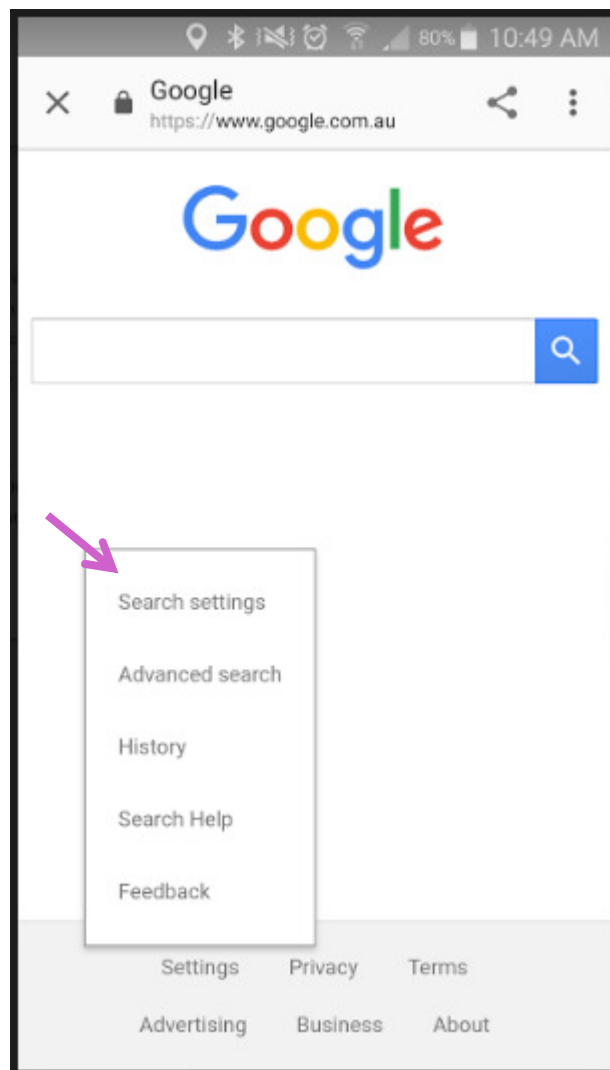 80% 10:49 AM
Google
https://www.google.com.au
Google
Search settings
Advanced search
History
Search Help
Feedback
Settings Privacy Terms
Advertising Business About